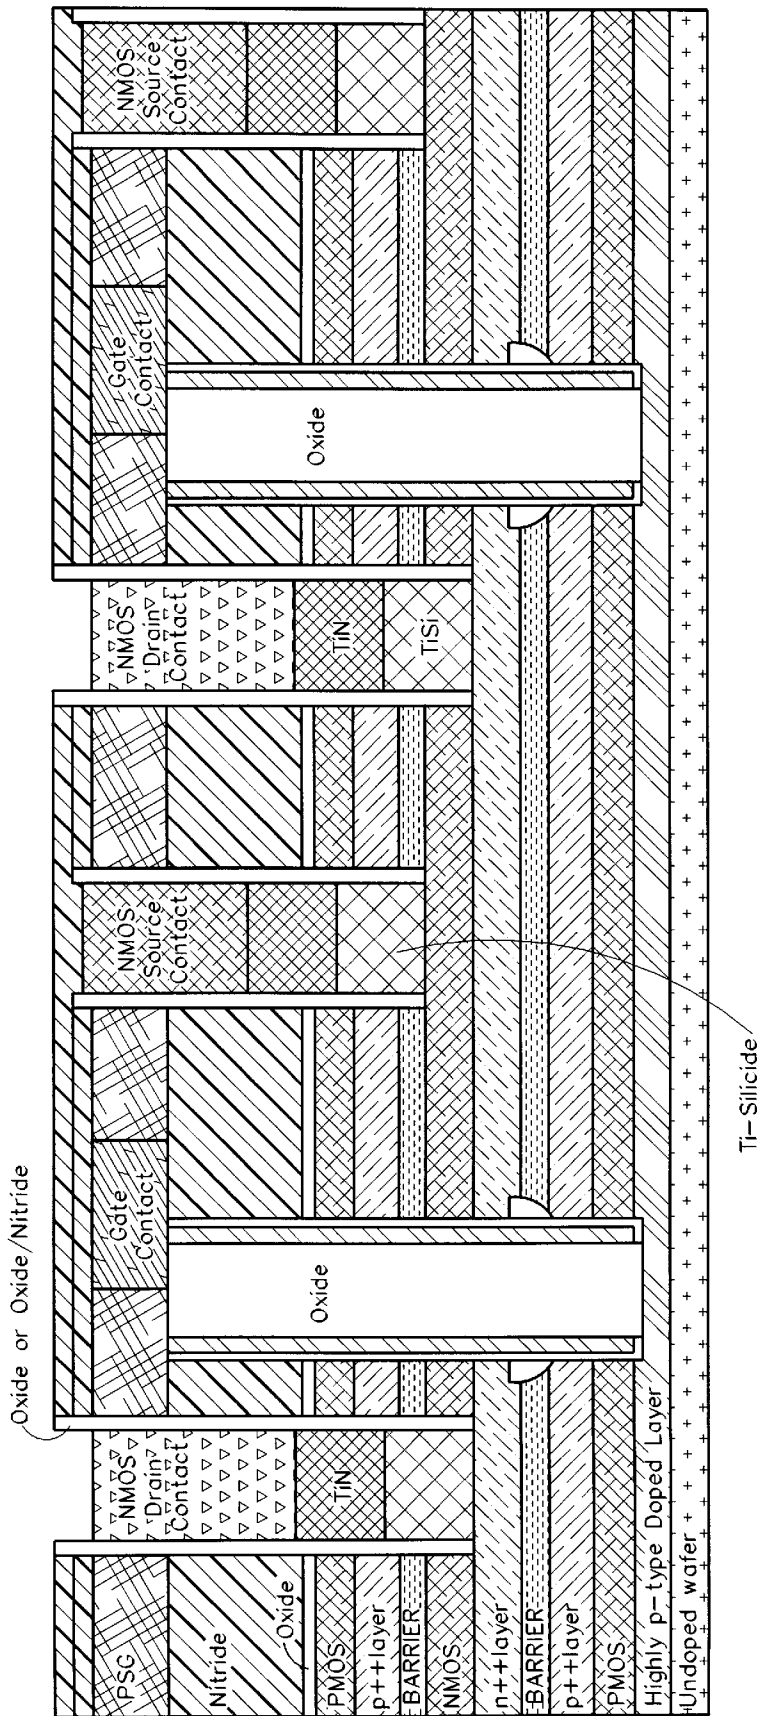 Oxide or Oxide/Nitride
NMOS
Source
Contact
Gate
Contact
Oxide
NMOS
Drain
Contact
TiN
TiSi
NMOS
Source
Contact
Gate
Contact
Oxide
NMOS
Drain
Contact
TiN
Ti-Silicide
PSG
Nitride
Oxide
PMOS
p++layer
BARRIER
NMOS
n++layer
BARRIER
p++layer
PMOS
Highly p-type Doped Layer
Undoped wafer